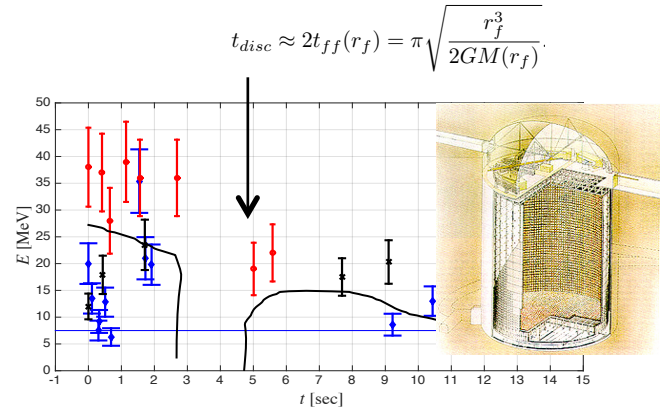 t_{disc} ≈ 2t_{ff}(r_f) = π√(r_f^3 / 2GM(r_f)).
50
45
40
35
30
25
20
15
10
5
0
E [MeV]
-1 0 1 2 3 4 5 6 7 8 9 10 11 12 13 14 15
t [sec]